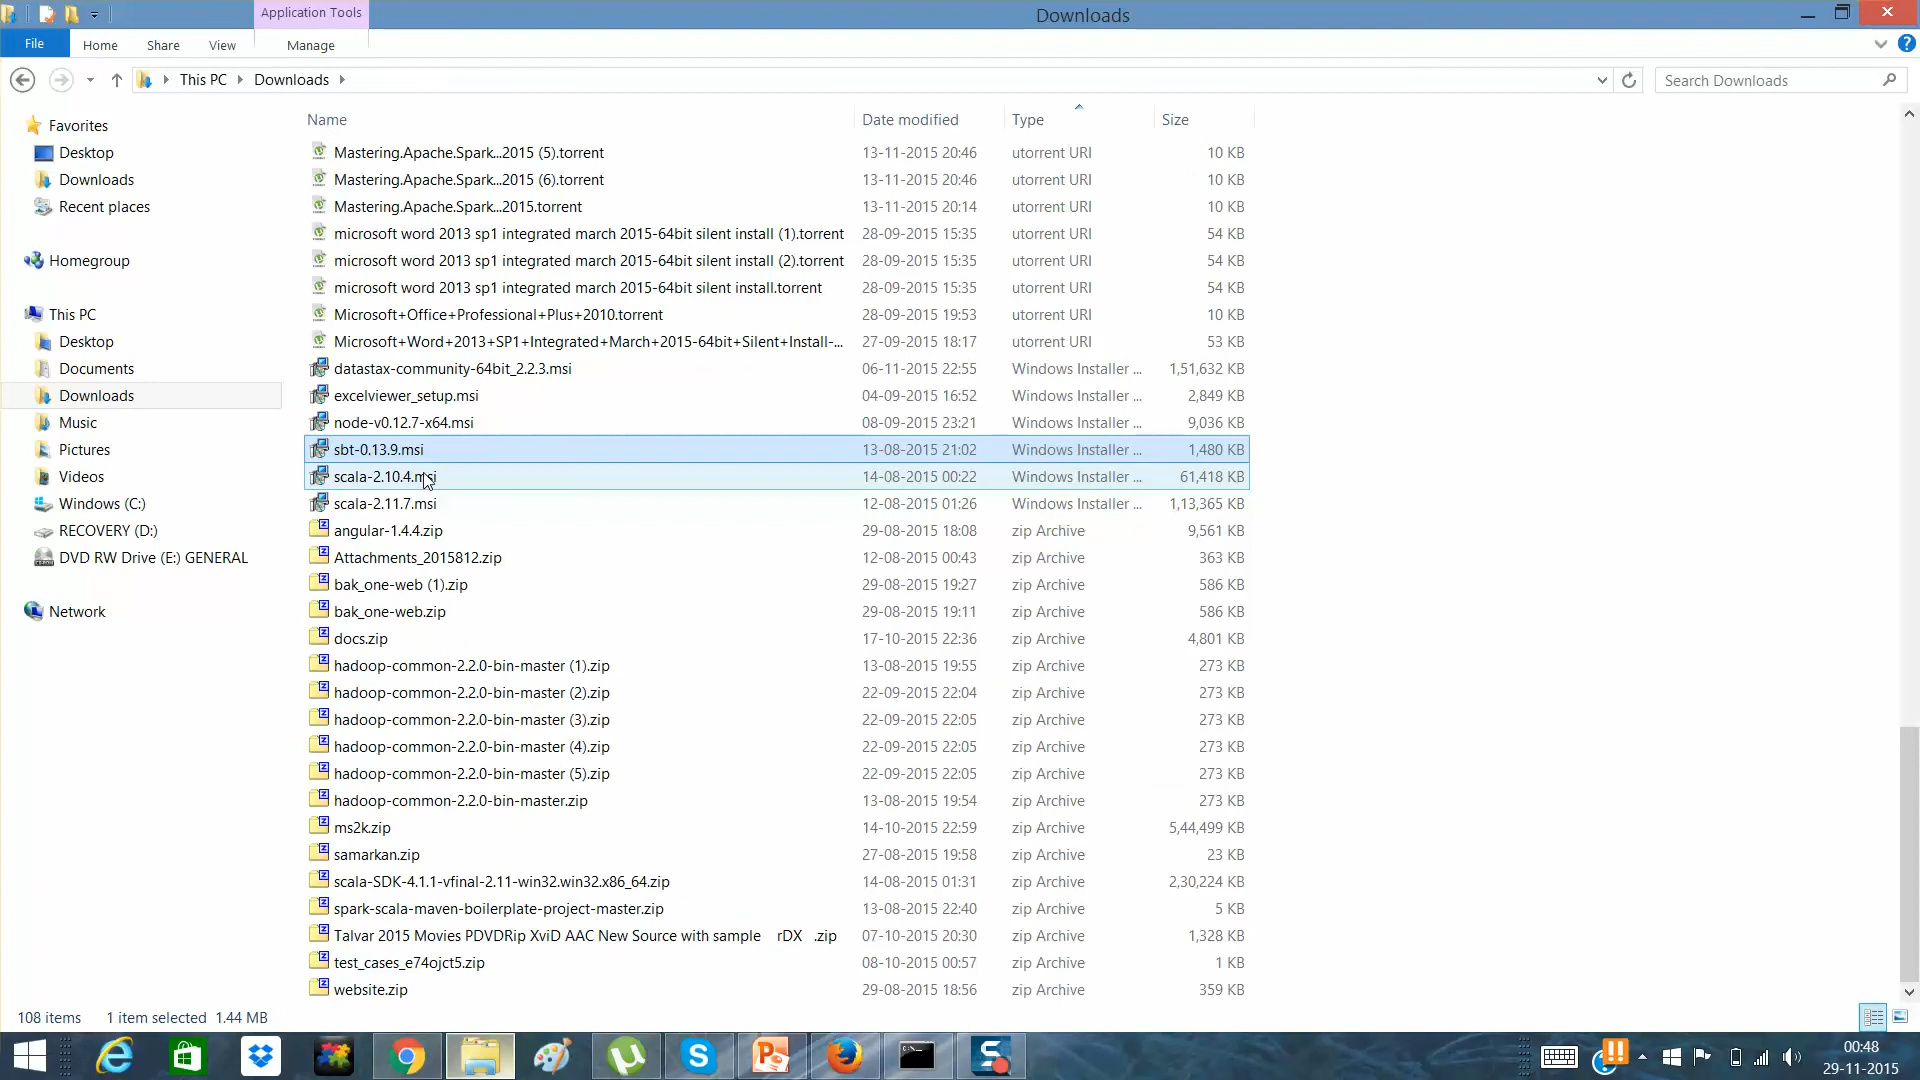 Application Tools
Downloads
File Home Share View Manage
This PC Downloads
Search Downloads
Name Date modified Type Size
Favorites
Desktop
Downloads
Recent places
Homegroup
This PC
Desktop
Documents
Downloads
Music
Pictures
Videos
Windows (C:)
RECOVERY (D:)
DVD RW Drive (E:) GENERAL
Network
Mastering.Apache.Spark...2015 (5).torrent 13-11-2015 20:46 utorrent URI 10 KB
Mastering.Apache.Spark...2015 (6).torrent 13-11-2015 20:46 utorrent URI 10 KB
Mastering.Apache.Spark...2015.torrent 13-11-2015 20:14 utorrent URI 10 KB
microsoft word 2013 sp1 integrated march 2015-64bit silent install (1).torrent 28-09-2015 15:35 utorrent URI 54 KB
microsoft word 2013 sp1 integrated march 2015-64bit silent install (2).torrent 28-09-2015 15:35 utorrent URI 54 KB
microsoft word 2013 sp1 integrated march 2015-64bit silent install.torrent 28-09-2015 15:35 utorrent URI 54 KB
Microsoft+Office+Professional+Plus+2010.torrent 28-09-2015 19:53 utorrent URI 10 KB
Microsoft+Word+2013+SP1+Integrated+March+2015-64bit+Silent+Install-... 27-09-2015 18:17 utorrent URI 53 KB
datastax-community-64bit_2.2.3.msi 06-11-2015 22:55 Windows Installer ... 1,51,632 KB
excelviewer_setup.msi 04-09-2015 16:52 Windows Installer ... 2,849 KB
node-v0.12.7-x64.msi 08-09-2015 23:21 Windows Installer ... 9,036 KB
sbt-0.13.9.msi 13-08-2015 21:02 Windows Installer ... 1,480 KB
scala-2.10.4.msi 14-08-2015 00:22 Windows Installer ... 61,418 KB
scala-2.11.7.msi 12-08-2015 01:26 Windows Installer ... 1,13,365 KB
angular-1.4.4.zip 29-08-2015 18:08 zip Archive 9,561 KB
Attachments_2015812.zip 12-08-2015 00:43 zip Archive 363 KB
bak_one-web (1).zip 29-08-2015 19:27 zip Archive 586 KB
bak_one-web.zip 29-08-2015 19:11 zip Archive 586 KB
docs.zip 17-10-2015 22:36 zip Archive 4,801 KB
hadoop-common-2.2.0-bin-master (1).zip 13-08-2015 19:55 zip Archive 273 KB
hadoop-common-2.2.0-bin-master (2).zip 22-09-2015 22:04 zip Archive 273 KB
hadoop-common-2.2.0-bin-master (3).zip 22-09-2015 22:05 zip Archive 273 KB
hadoop-common-2.2.0-bin-master (4).zip 22-09-2015 22:05 zip Archive 273 KB
hadoop-common-2.2.0-bin-master (5).zip 22-09-2015 22:05 zip Archive 273 KB
hadoop-common-2.2.0-bin-master.zip 13-08-2015 19:54 zip Archive 273 KB
ms2k.zip 14-10-2015 22:59 zip Archive 5,44,499 KB
samarkan.zip 27-08-2015 19:58 zip Archive 23 KB
scala-SDK-4.1.1-vfinal-2.11-win32.win32.x86_64.zip 14-08-2015 01:31 zip Archive 2,30,224 KB
spark-scala-maven-boilerplate-project-master.zip 13-08-2015 22:40 zip Archive 5 KB
Talvar 2015 Movies PDVDRip XviD AAC New Source with sample rDX .zip 07-10-2015 20:30 zip Archive 1,328 KB
test_cases_e74ojct5.zip 08-10-2015 00:57 zip Archive 1 KB
website.zip 29-08-2015 18:56 zip Archive 359 KB
108 items 1 item selected 1.44 MB
00:48
29-11-2015